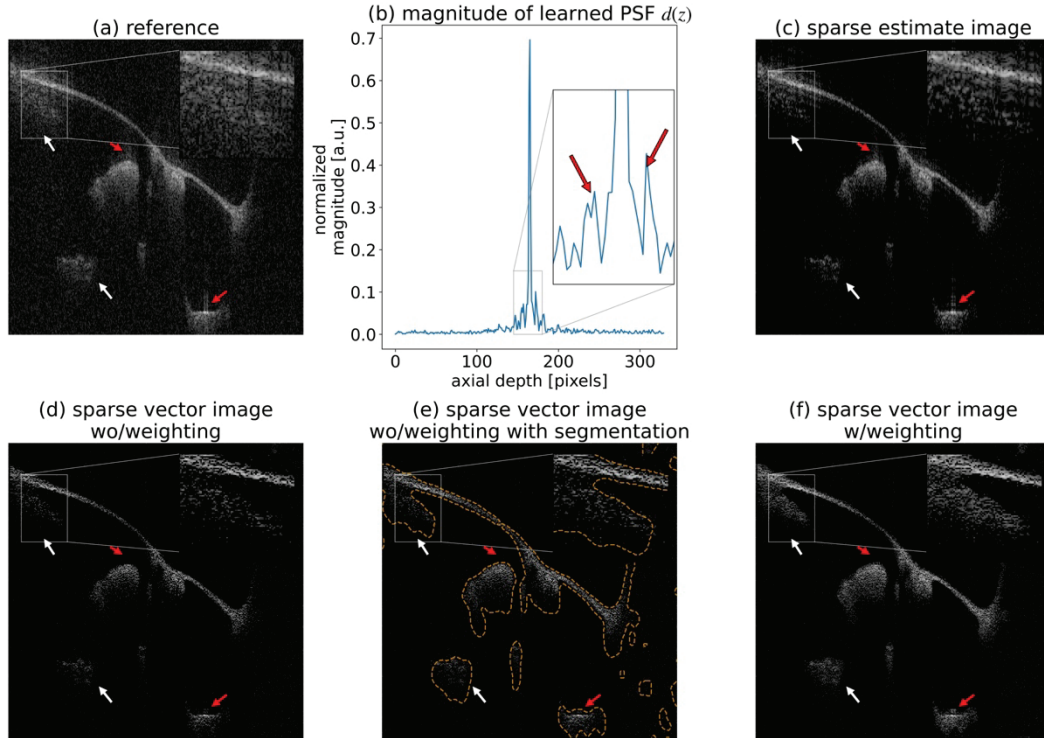 (a) reference
(b) magnitude of learned PSF d(z)
(c) sparse estimate image
normalized
magnitude [a.u.]
0.7
0.6
0.5
0.4
0.3
0.2
0.1
0.0
0
100
200
300
axial depth [pixels]
(d) sparse vector image
wo/weighting
(e) sparse vector image
wo/weighting with segmentation
(f) sparse vector image
w/weighting